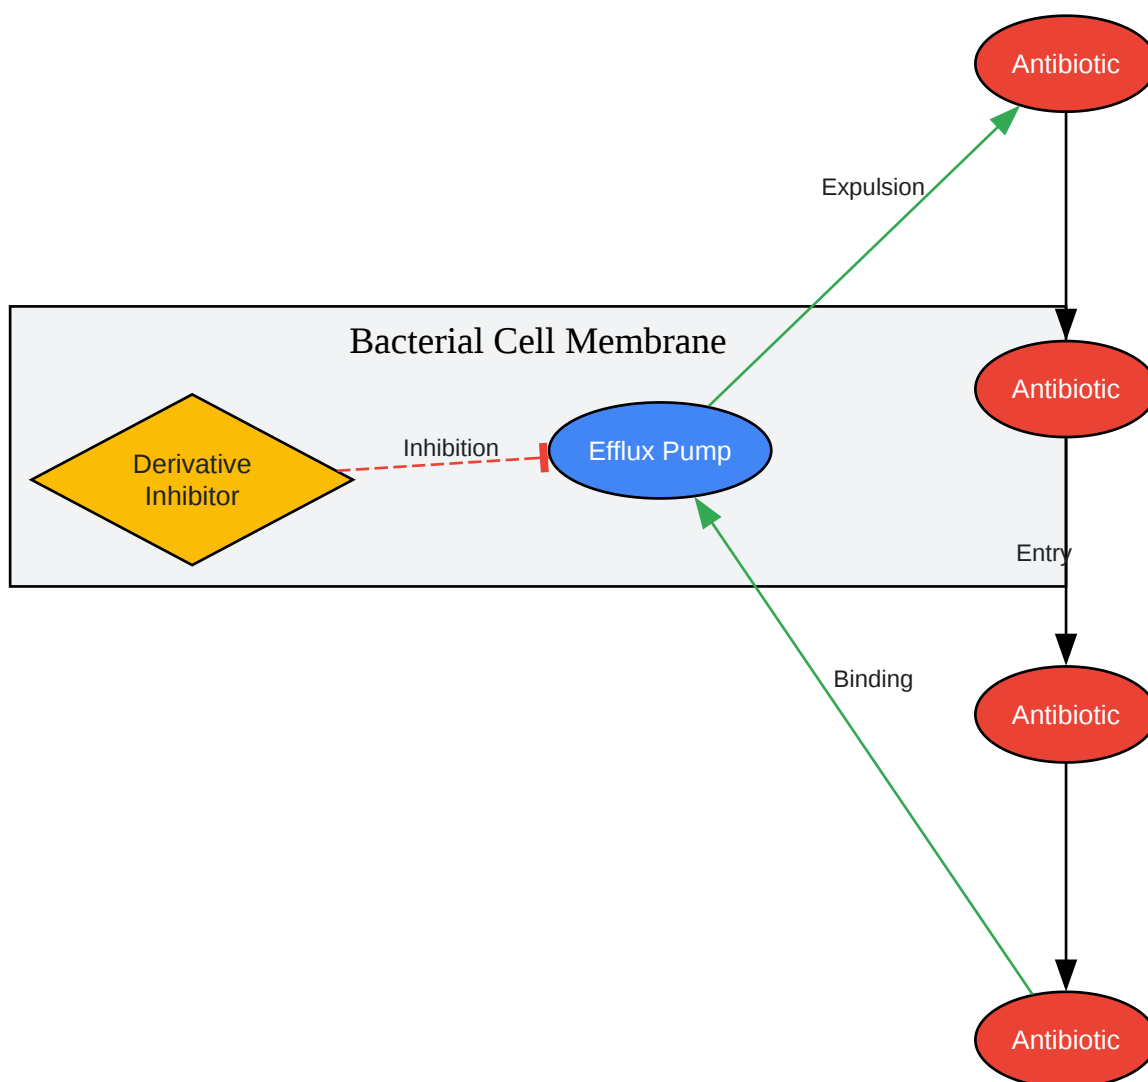 Antibiotic
Expulsion
Bacterial Cell Membrane
Antibiotic
Inhibition
Efflux Pump
Derivative
Inhibitor
Entry
Binding
Antibiotic
Antibiotic